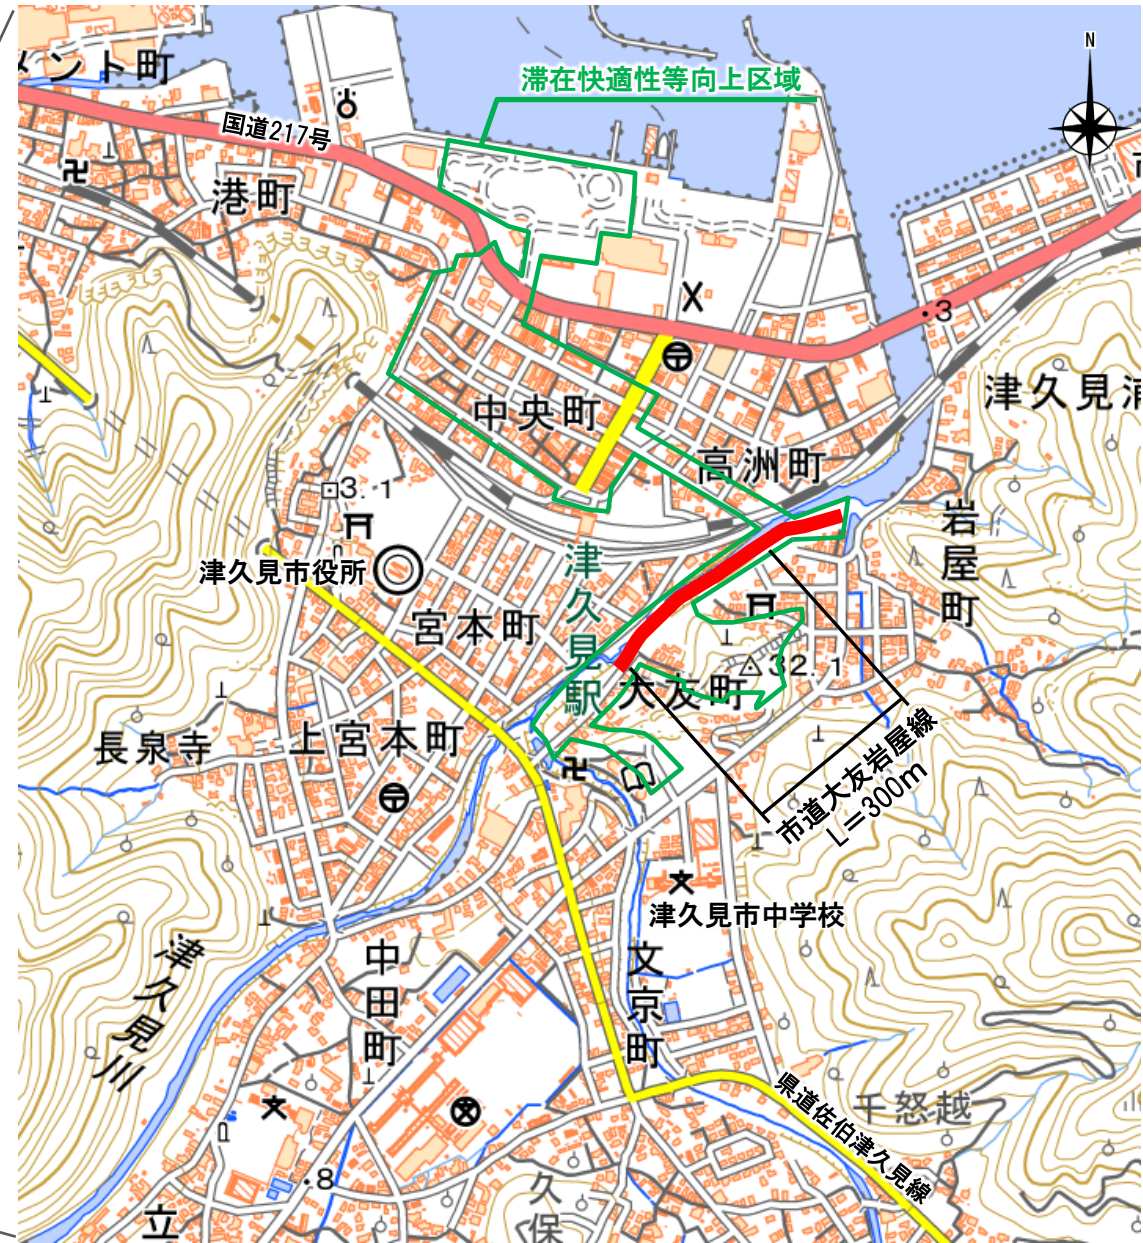 メント町
滞在快適性等向上区域
N
国道217号
港町
3
津久見浦
中央町
高洲町
3.1
岩屋町
津久見市役所
津久見駅
宮本町
大友町
32.1
上宮本町
長泉寺
市道大友岩屋線
L=300m
津久見市中学校
津久見川
中田町
文京町
県道佐伯津久見線
千怒越
8
久保
立